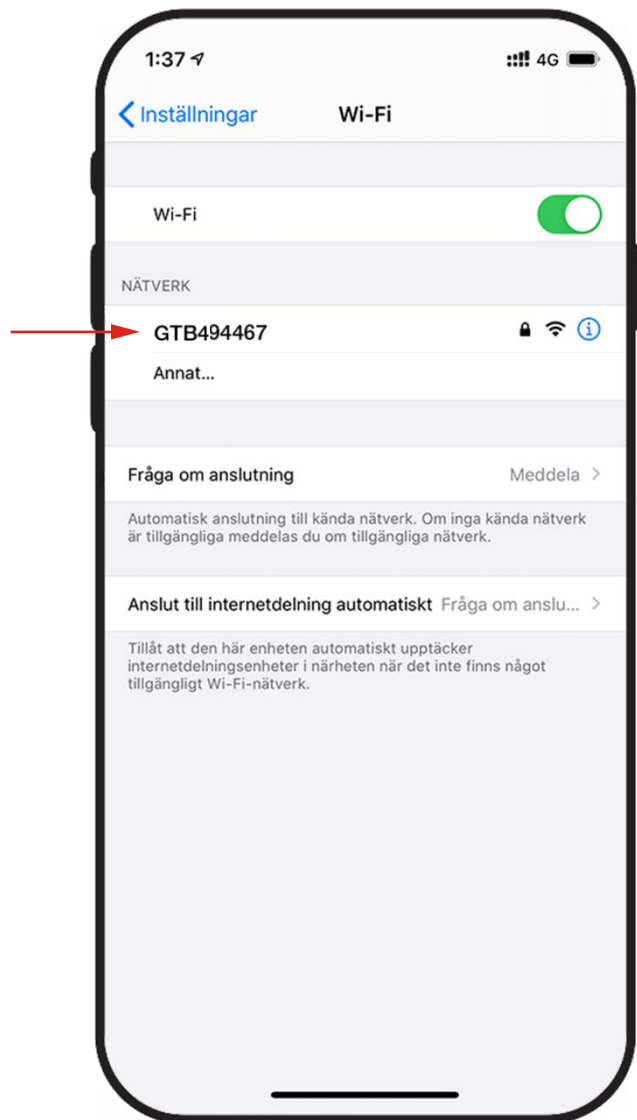 1:37 4G
Inställningar Wi-Fi
Wi-Fi
NÄTVERK
GTB494467
Annat...
Fråga om anslutning Meddela
Automatisk anslutning till kända nätverk. Om inga kända nätverk
är tillgängliga meddelas du om tillgängliga nätverk.
Anslut till internetdelning automatiskt Fråga om anslu...
Tillåt att den här enheten automatiskt upptäcker
internetdelningsenheter i närheten när det inte finns något
tillgängligt Wi-Fi-nätverk.